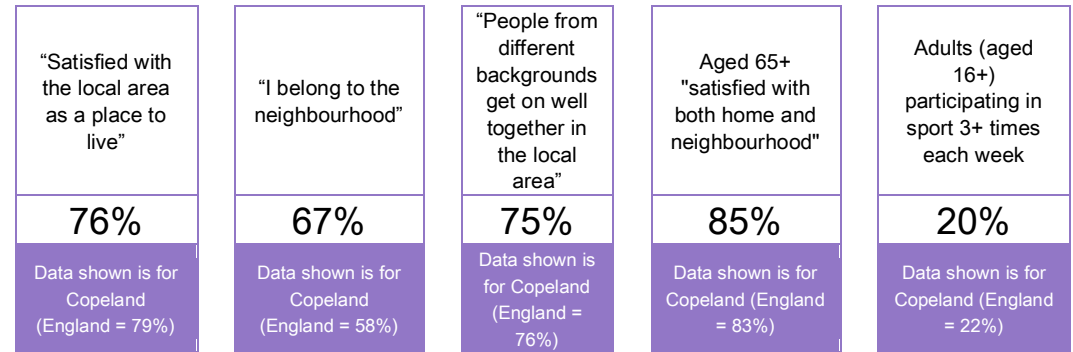 “Satisfied with
the local area
as a place to
live”
76%
Data shown is for
Copeland
(England = 79%)
“I belong to the
neighbourhood”
67%
Data shown is for
Copeland
(England = 58%)
“People from
different
backgrounds
get on well
together in
the local
area”
75%
Data shown is
for Copeland
(England =
76%)
Aged 65+
"satisfied with
both home and
neighbourhood"
85%
Data shown is for
Copeland (England
= 83%)
Adults (aged
16+)
participating in
sport 3+ times
each week
20%
Data shown is for
Copeland (England
= 22%)